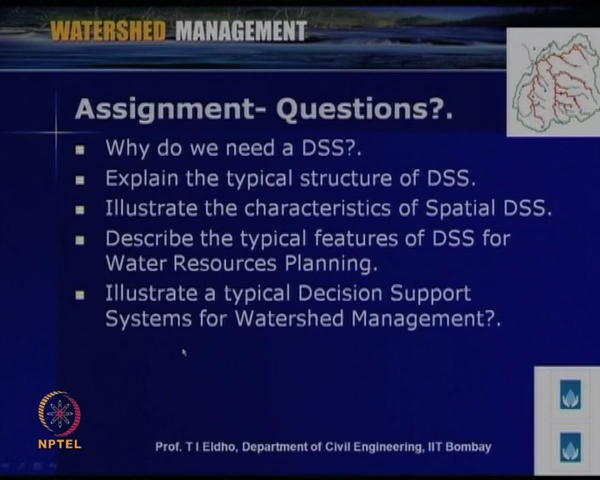 WATERSHED MANAGEMENT
Assignment- Questions?.
Why do we need a DSS?.
Explain the typical structure of DSS.
Illustrate the characteristics of Spatial DSS.
Describe the typical features of DSS for
Water Resources Planning.
Illustrate a typical Decision Support
Systems for Watershed Management?.
NPTEL
Prof. T I Eldho, Department of Civil Engineering, IIT Bombay